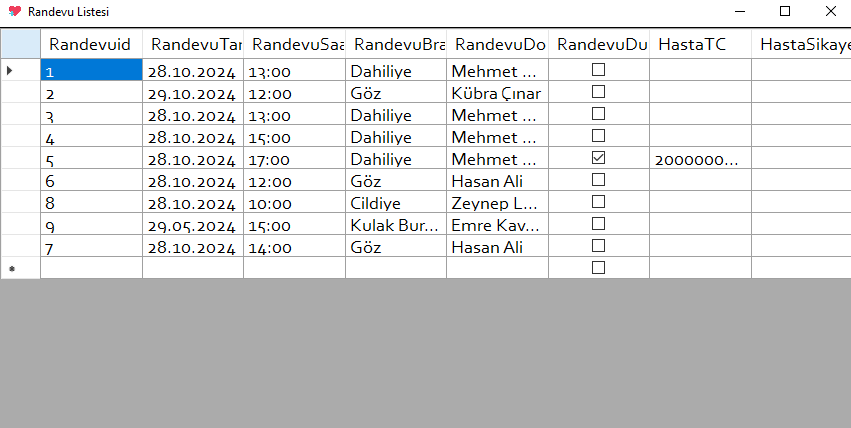 Randevu Listesi
Randevuid RandevuTar RandevuSaa RandevuBra RandevuDo RandevuDu HastaTC HastaSikaye
1 28.10.2024 13:00 Dahiliye Mehmet ...
2 29.10.2024 12:00 Göz Kübra Çınar
3 28.10.2024 13:00 Dahiliye Mehmet ...
4 28.10.2024 15:00 Dahiliye Mehmet ...
5 28.10.2024 17:00 Dahiliye Mehmet ... 2000000...
6 28.10.2024 12:00 Göz Hasan Ali
8 28.10.2024 10:00 Cildiye Zeynep L...
9 29.05.2024 15:00 Kulak Bur... Emre Kav...
7 28.10.2024 14:00 Göz Hasan Ali